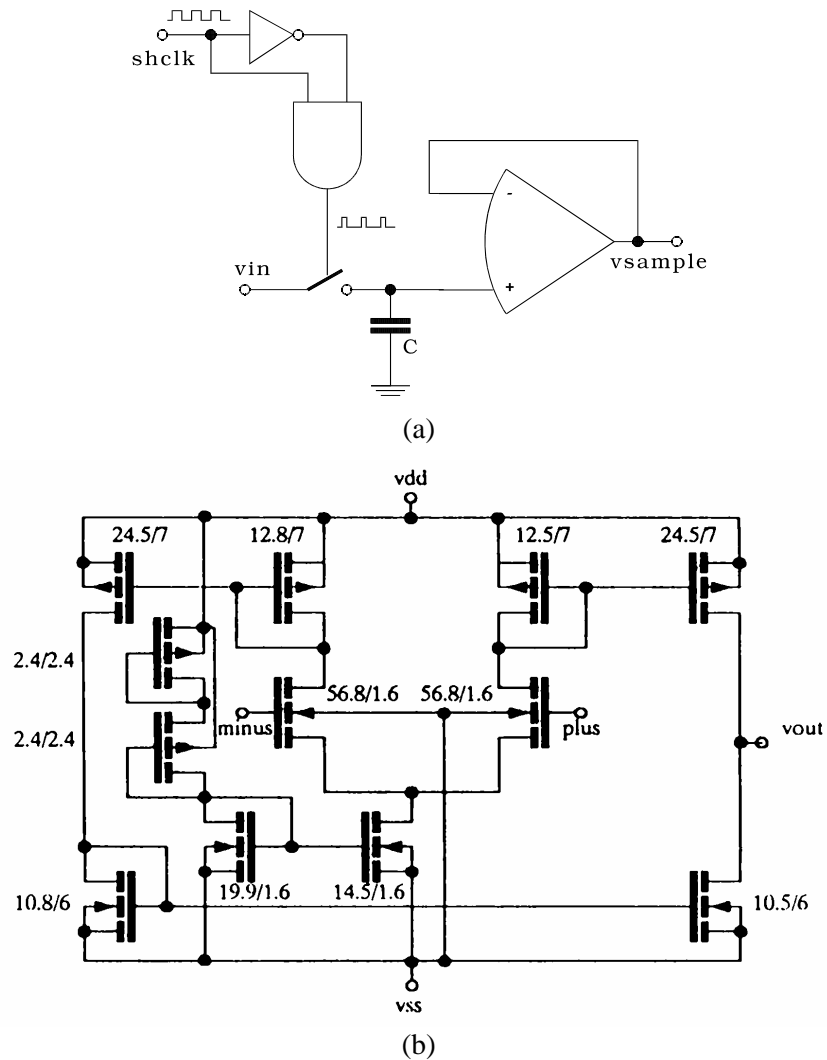 shclk
vin
-
+
vsample
C
(a)
vdd
24.5/7 12.8/7 12.5/7 24.5/7
2.4/2.4
56.8/1.6 56.8/1.6
minus plus
2.4/2.4 vout
19.9/1.6 14.5/1.6
10.8/6 10.5/6
vss
(b)